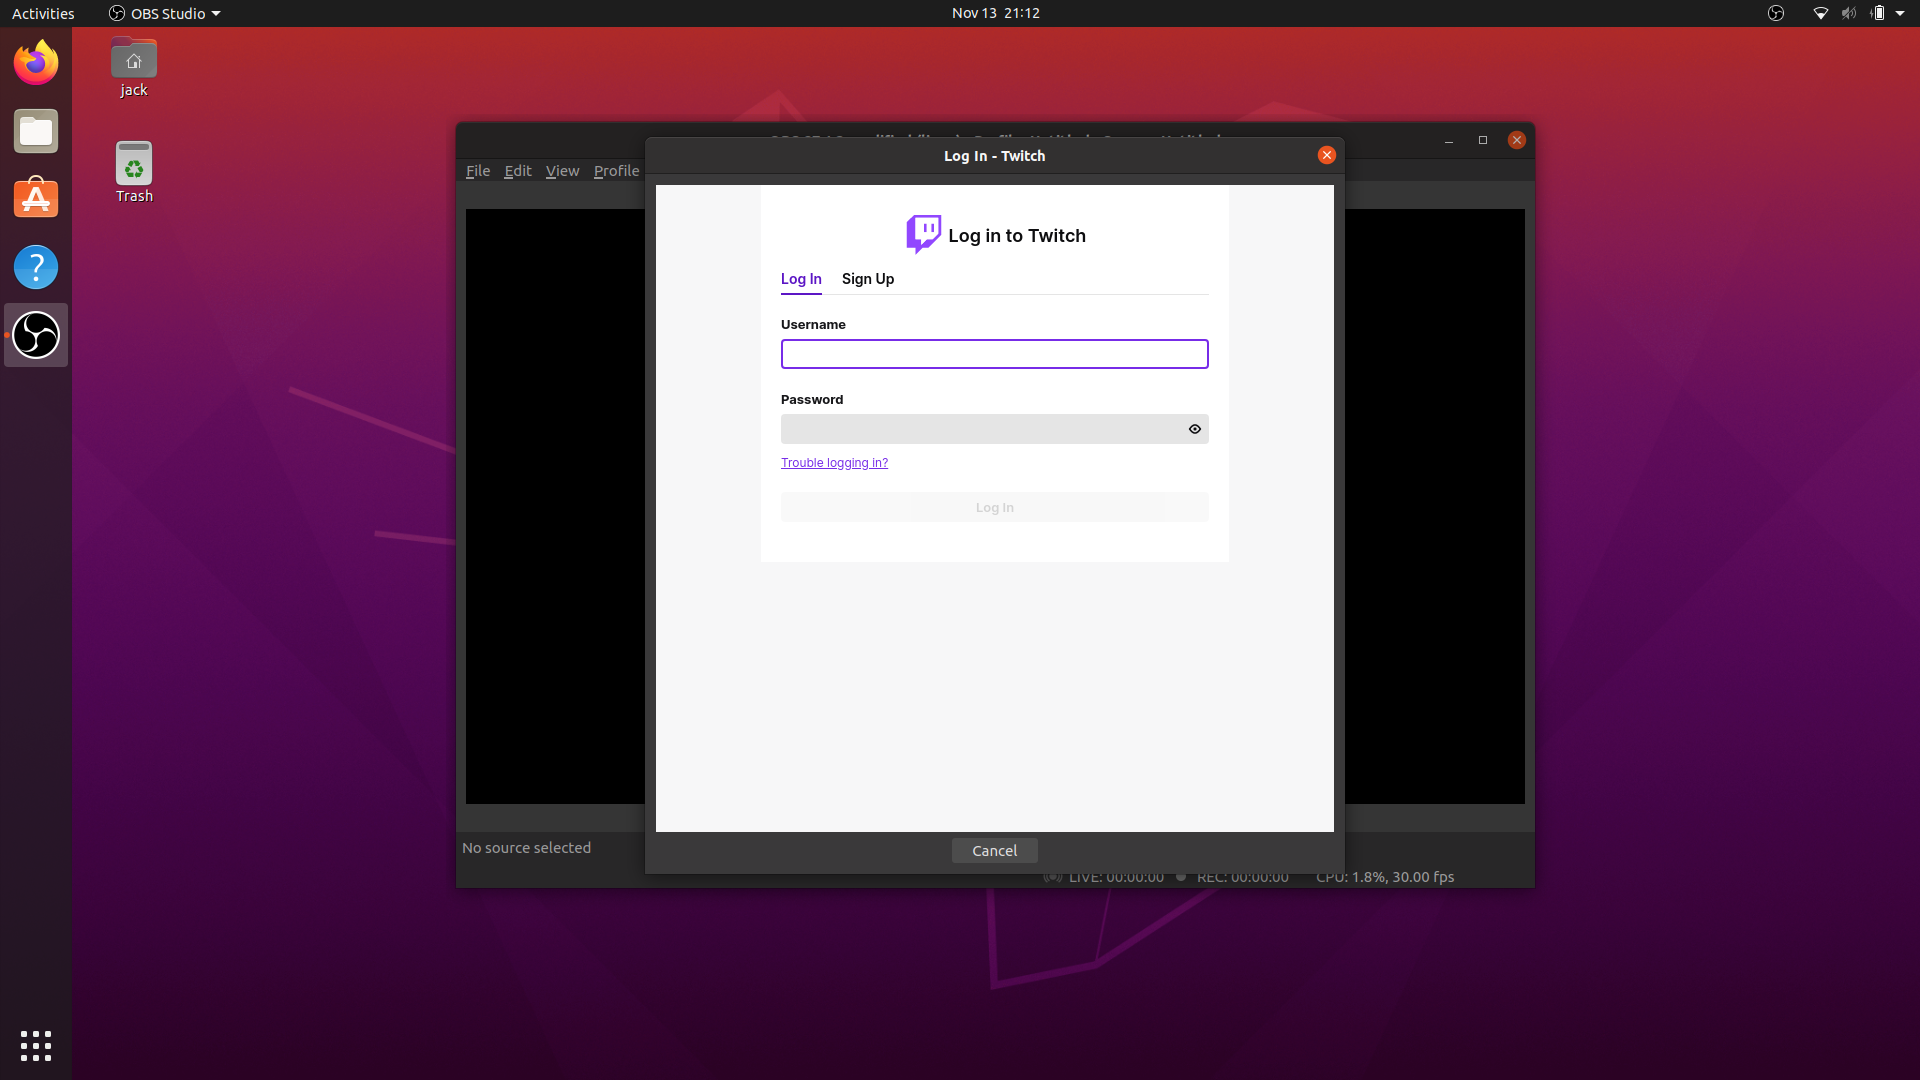 Activities
OBS Studio
Nov 13 21:12
jack
Trash
Log In - Twitch
File Edit View Profile
Log in to Twitch
Log In Sign Up
Username
Password
Trouble logging in?
Log In
No source selected
Cancel
LIVE: 00:00:00 REC: 00:00:00 CPU: 1.8%, 30.00 fps